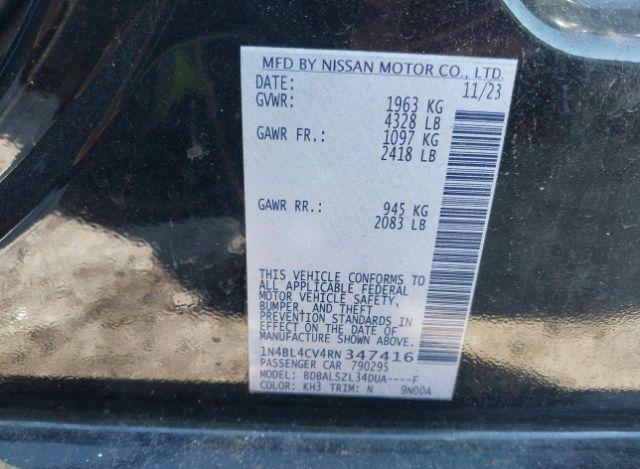 MFD BY NISSAN MOTOR CO., LTD.
DATE: 11/23
GVWR: 1963 KG
4328 LB
GAWR FR.: 1097 KG
2418 LB
GAWR RR.: 945 KG
2083 LB
THIS VEHICLE CONFORMS TO
ALL APPLICABLE FEDERAL
MOTOR VEHICLE SAFETY,
BUMPER, AND THEFT
PREVENTION STANDARDS IN
EFFECT ON THE DATE OF
MANUFACTURE SHOWN ABOVE.
1N4BL4CV4RN347416
PASSENGER CAR 790295
MODEL: BDBALSZL34DUA----F
COLOR: KH3 TRIM: N 9N00A